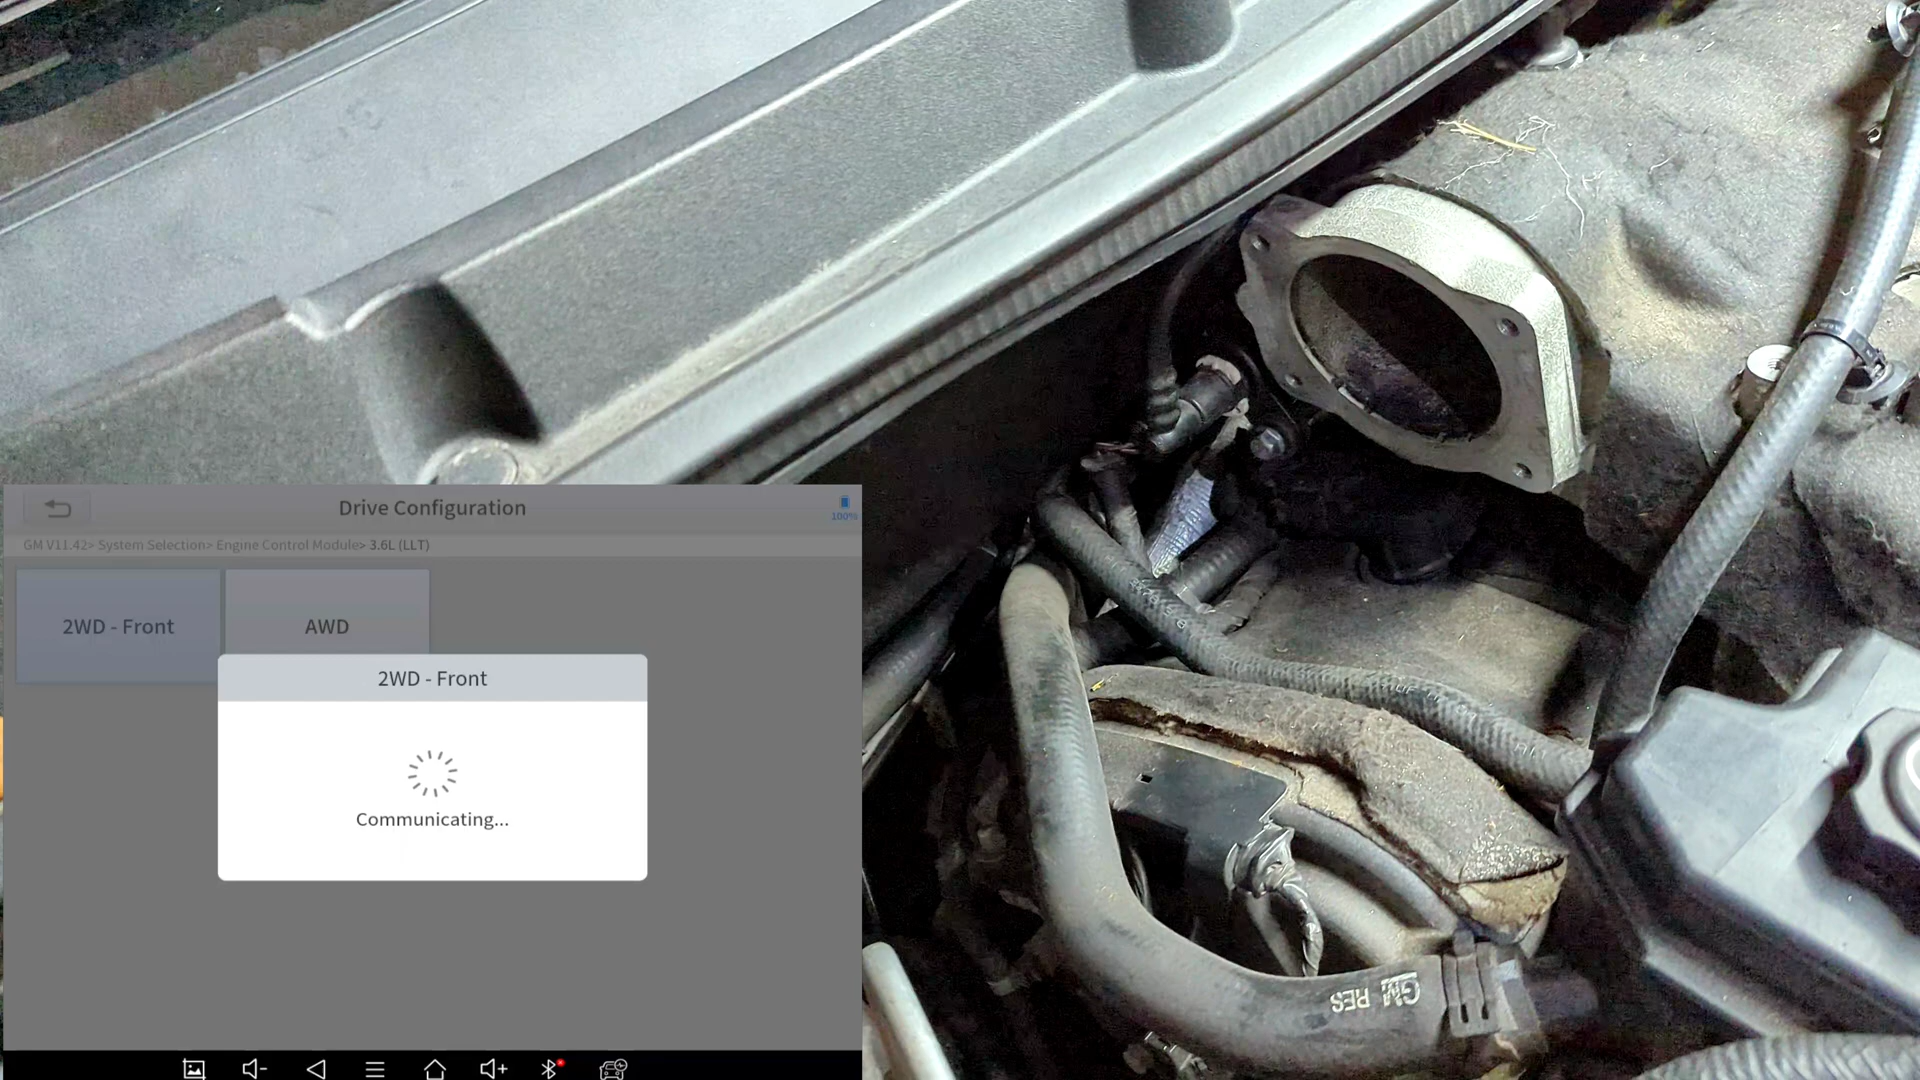 Drive Configuration
100%
GM V11.42> System Selection> Engine Control Module> 3.6L (LLT)
2WD - Front
AWD
2WD - Front
Communicating...
GM RES